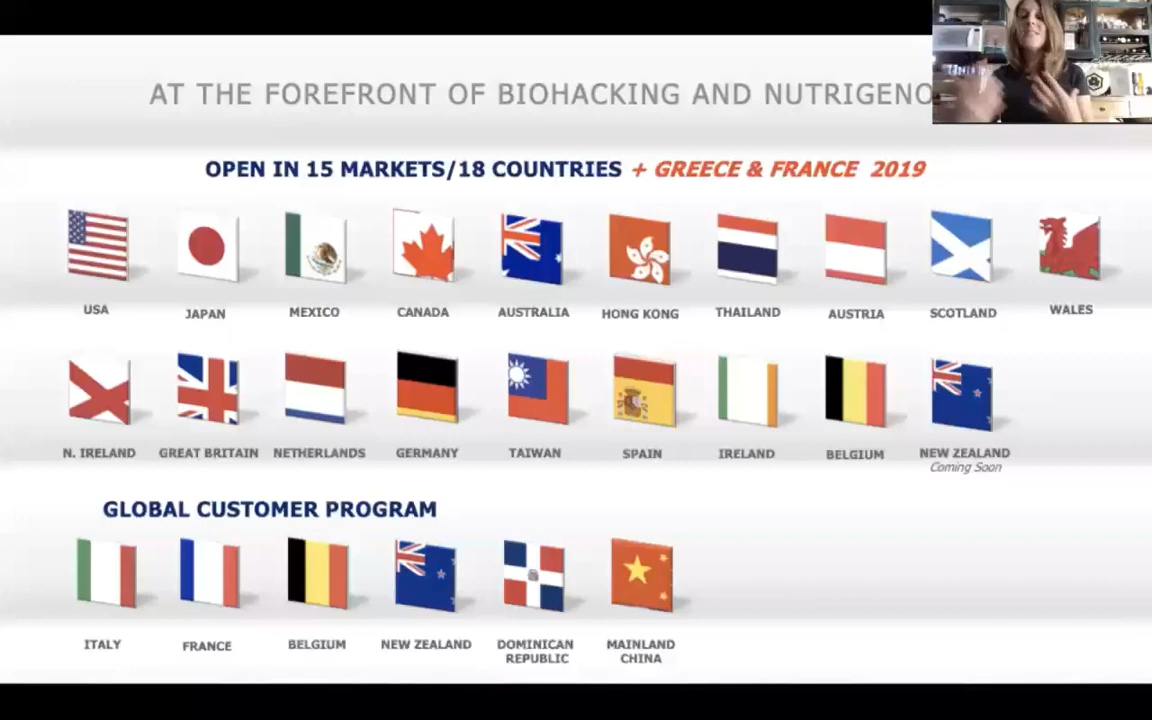 AT THE FOREFRONT OF BIOHACKING AND
OPEN IN 15 MARKETS/18 COUNTRIES + GREECE & FRANCE 2019
USA JAPAN MEXICO CANADA AUSTRALIA HONG KONG THAILAND AUSTRIA SCOTLAND WALES
N. IRELAND GREAT BRITAIN NETHERLANDS GERMANY TAIWAN SPAIN IRELAND BELGIUM NEW ZEALAND
Coming Soon
GLOBAL CUSTOMER PROGRAM
ITALY FRANCE BELGIUM NEW ZEALAND DOMINICAN MAINLAND
REPUBLIC CHINA